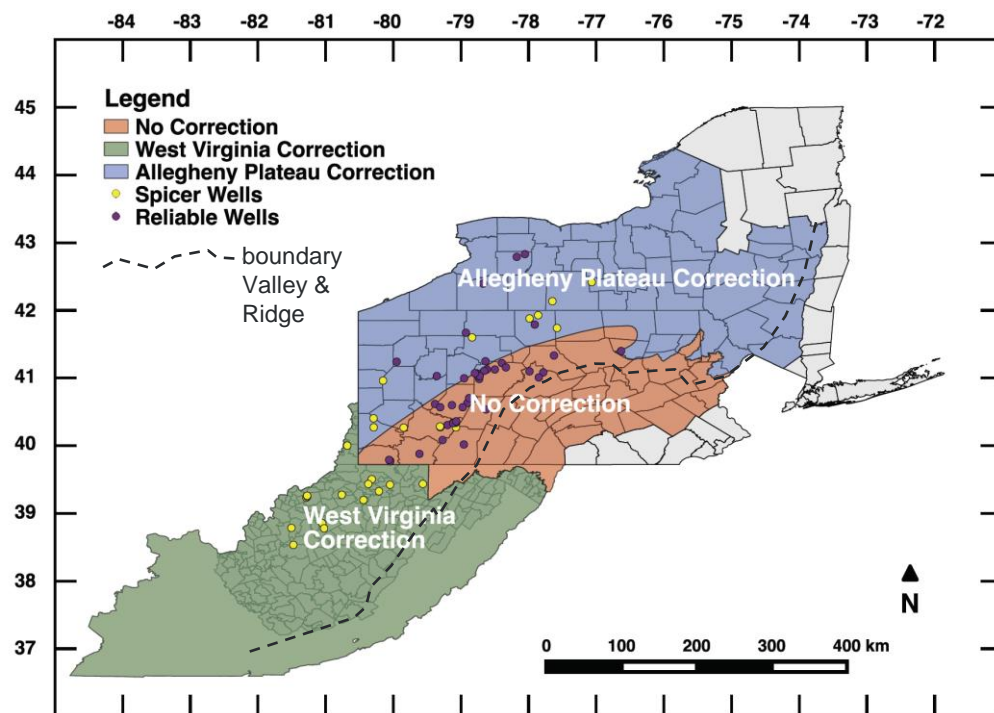 -84 -83 -82 -81 -80 -79 -78 -77 -76 -75 -74 -73 -72
45
44
43
42
41
40
39
38
37
Legend
No Correction
West Virginia Correction
Allegheny Plateau Correction
Spicer Wells
Reliable Wells
boundary
Valley &
Ridge
Allegheny Plateau Correction
No Correction
West Virginia
Correction
N
0 100 200 300 400 km